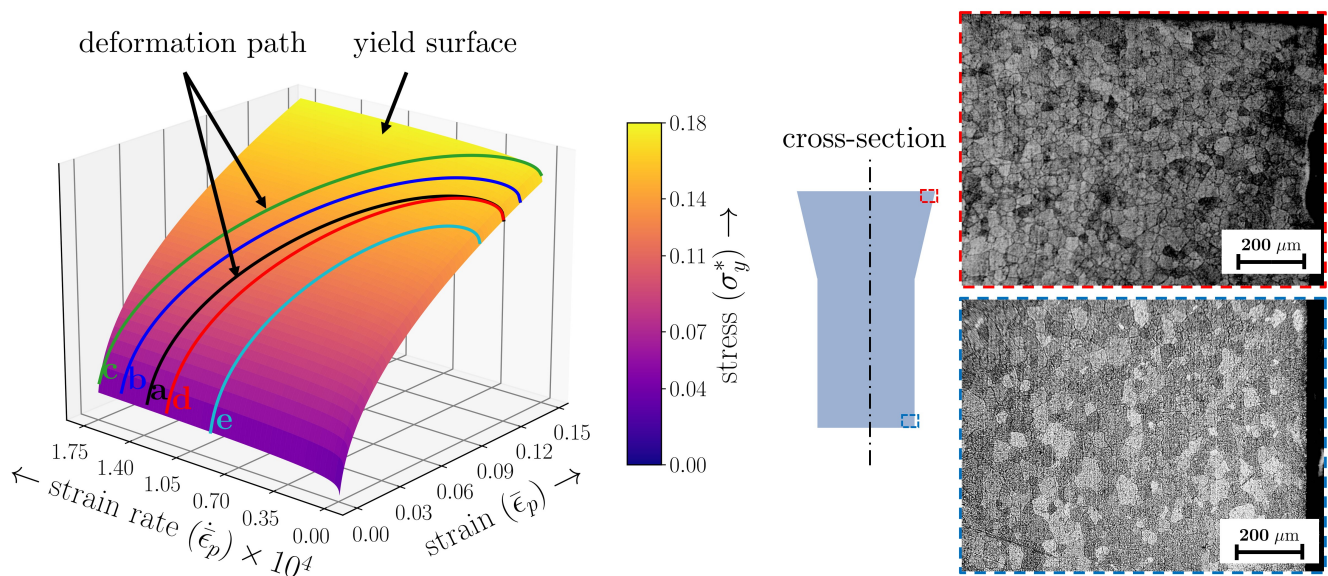 deformation path
yield surface
c
b
a
d
e
1.75
1.40
1.05
0.70
0.35
0.00
← strain rate (ε̄̇ₚ) × 10⁴
0.00
0.03
0.06
0.09
0.12
0.15
strain (ε̄ₚ) →
0.18
0.14
0.11
0.07
0.04
0.00
stress (σ*ᵧ) →
cross-section
200 μm
200 μm